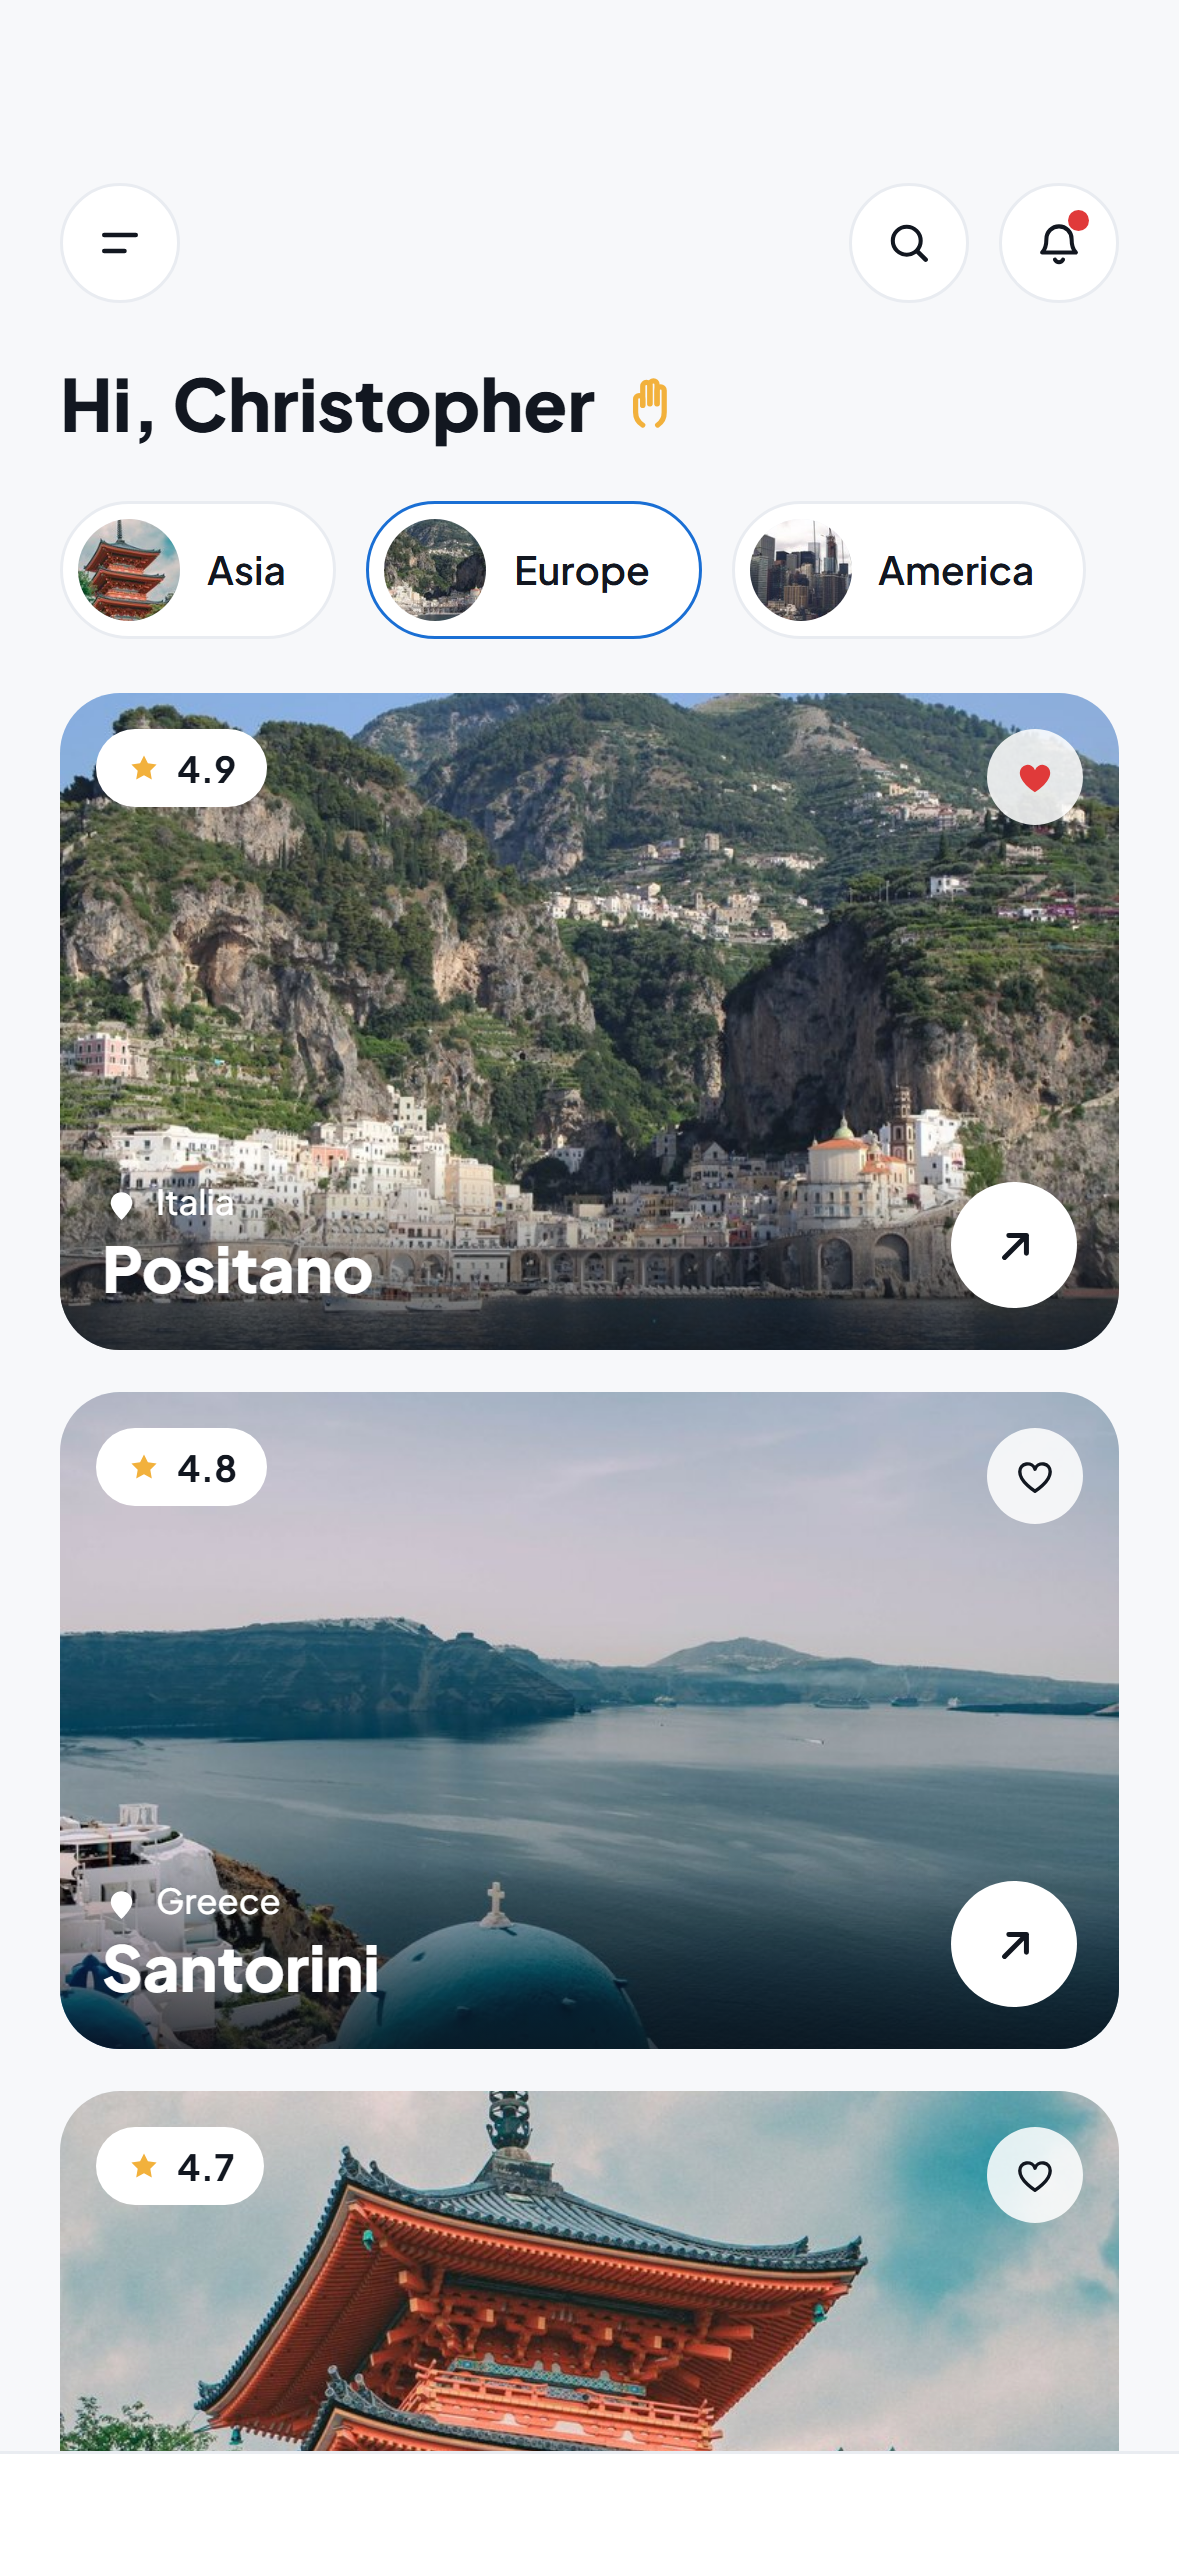 Hi, Christopher
Asia
Europe
America
4.9
Italia
Positano
4.8
Greece
Santorini
4.7